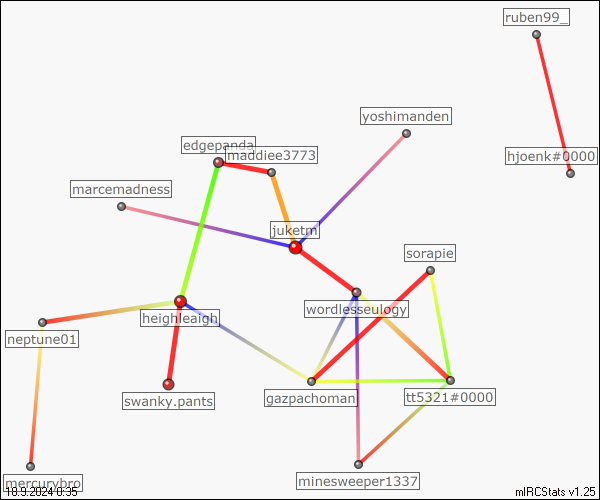 ruben99_
yoshimanden
edgepanda
maddiee3773
hjoenk#0000
marcemadness
juketm
sorapie
wordlesseulogy
heighleaigh
neptune01
swanky.pants
gazpachoman
tt5321#0000
minesweeper1337
mercurybro
10.9.2024 0:35
mIRCStats v1.25